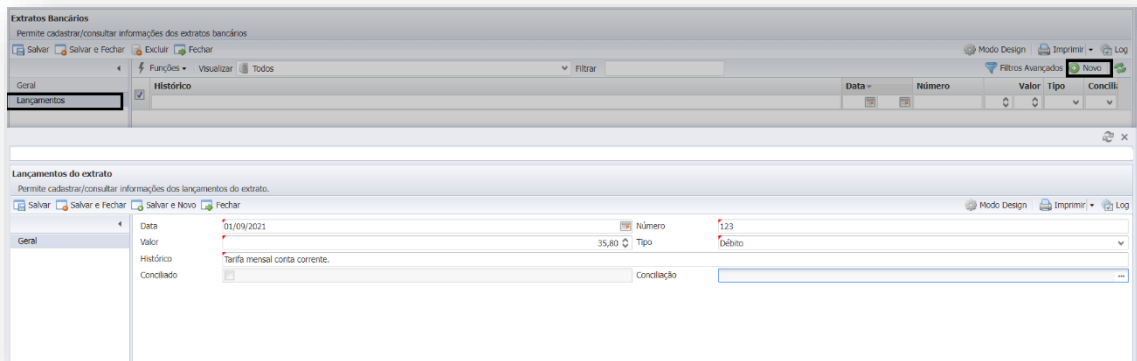 Extratos Bancários
Permite cadastrar/consultar informações dos extratos bancários
Salvar Salvar e Fechar Excluir Fechar Modo Design Imprimir Log
Funções Visualizar Todos Filtrar Filtros Avançados Novo
Geral Histórico Data Número Valor Tipo Concili
Lançamentos
Lançamentos do extrato
Permite cadastrar/consultar informações dos lançamentos do extrato.
Salvar Salvar e Fechar Salvar e Novo Fechar Modo Design Imprimir Log
Data 01/09/2021 Número 123
Geral Valor 35,80 Tipo Débito
Histórico Tarifa mensal conta corrente.
Conciliado Conciliação